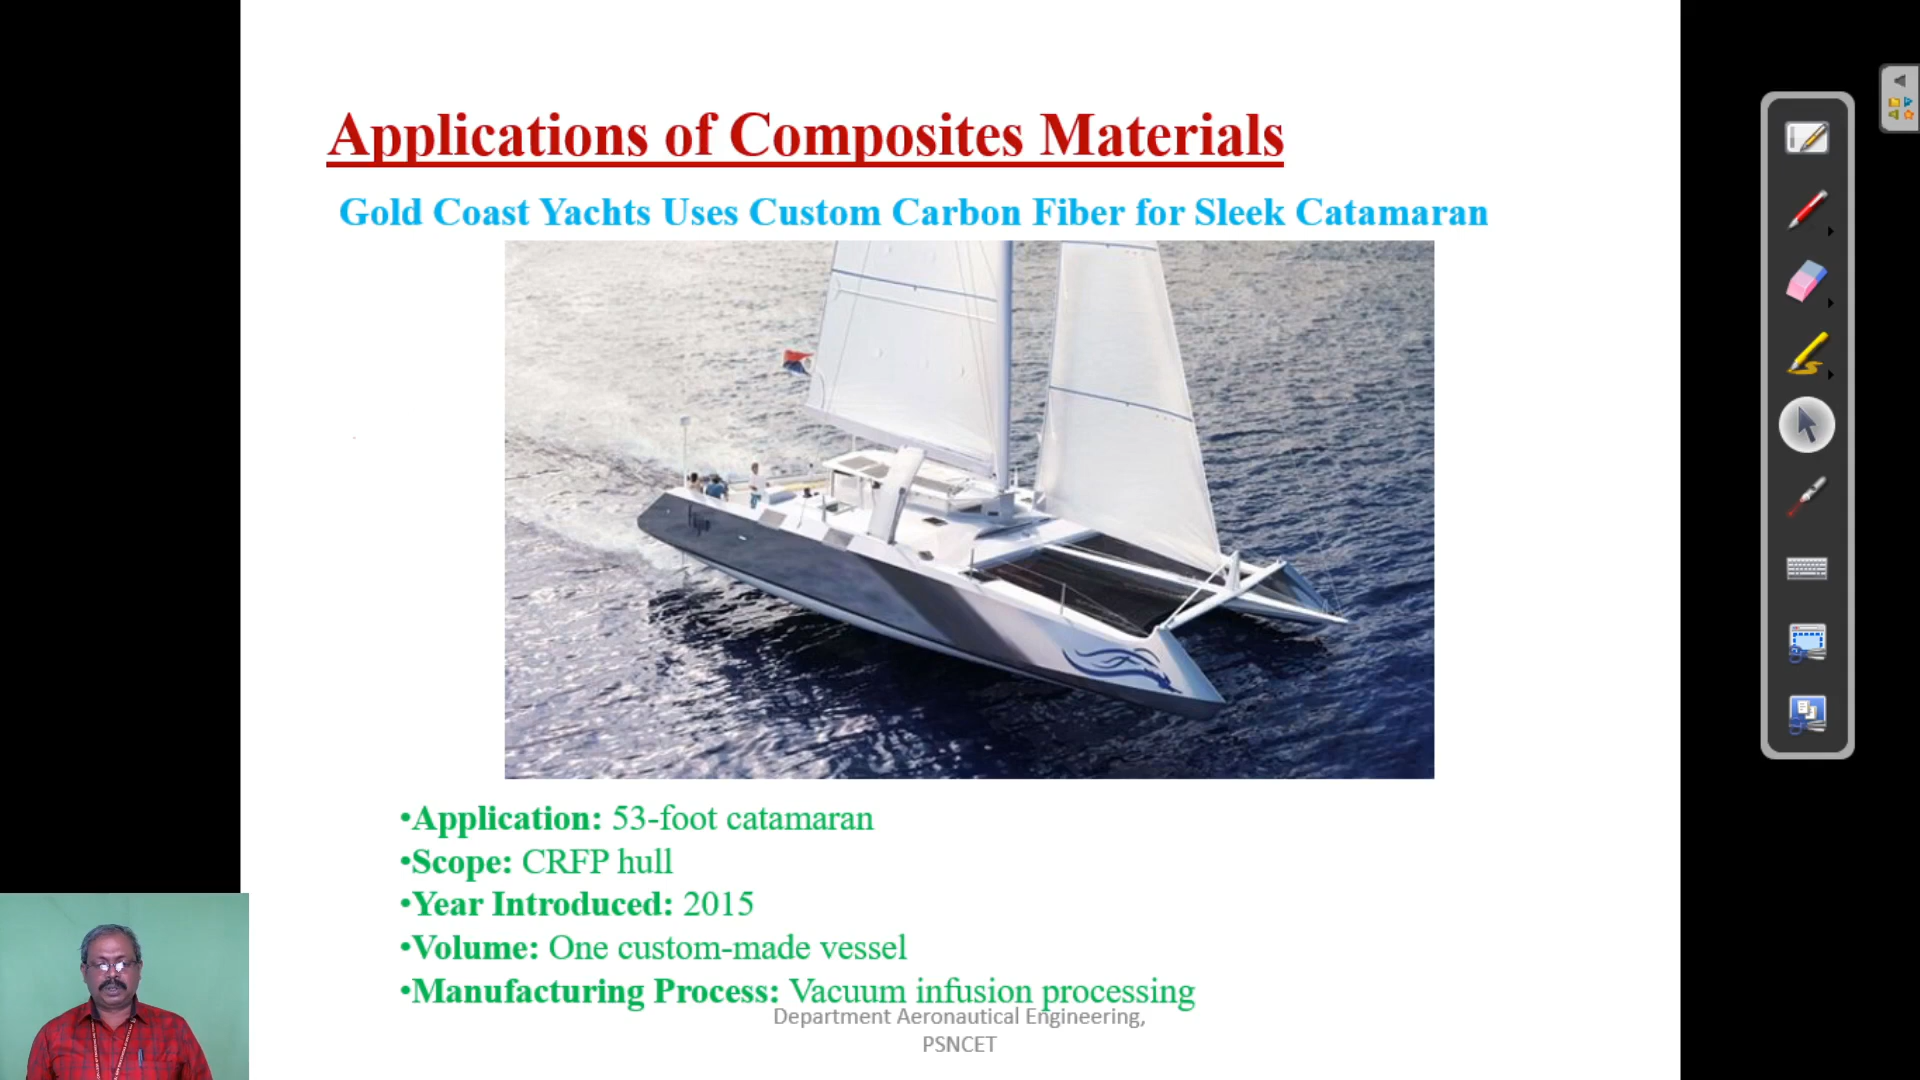 Applications of Composites Materials
Gold Coast Yachts Uses Custom Carbon Fiber for Sleek Catamaran
•Application: 53-foot catamaran
•Scope: CRFP hull
•Year Introduced: 2015
•Volume: One custom-made vessel
•Manufacturing Process: Vacuum infusion processing
Department Aeronautical Engineering,
PSNCET